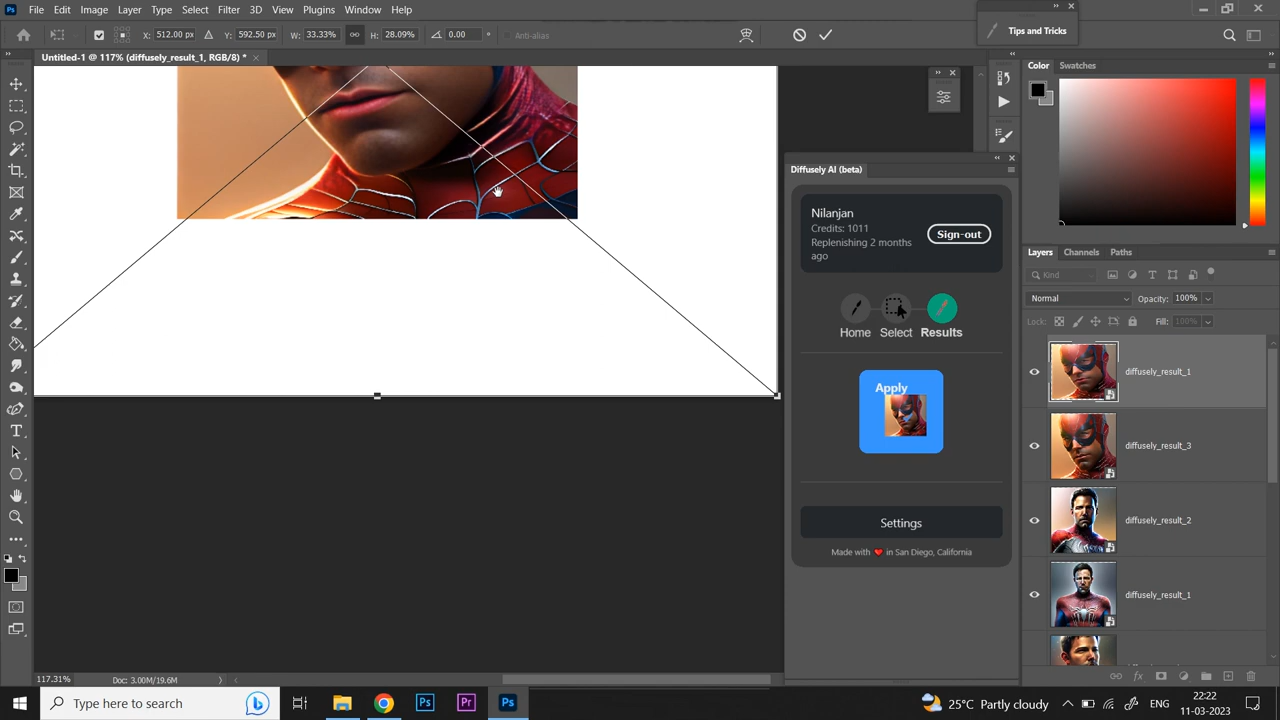 Ps File Edit Image Layer Type Select Filter 3D View Plugins Window Help
X: 512.00 px Y: 592.50 px W: 33.33% H: 28.09% 0.00 ° Anti-alias
Tips and Tricks
Untitled-1 @ 117% (diffusely_result_1, RGB/8) *
Color Swatches
Diffusely AI (beta)
Nilanjan
Credits: 1011
Replenishing 2 months
ago
Sign-out
Home Select Results
Apply
Settings
Made with ❤ in San Diego, California
Layers Channels Paths
Kind
Normal Opacity: 100%
Lock: Fill: 100%
diffusely_result_1
diffusely_result_3
diffusely_result_2
diffusely_result_1
117.31% Doc: 3.00M/19.6M
Type here to search
Ps Pr Ps
25°C Partly cloudy
ENG
22:22
11-03-2023